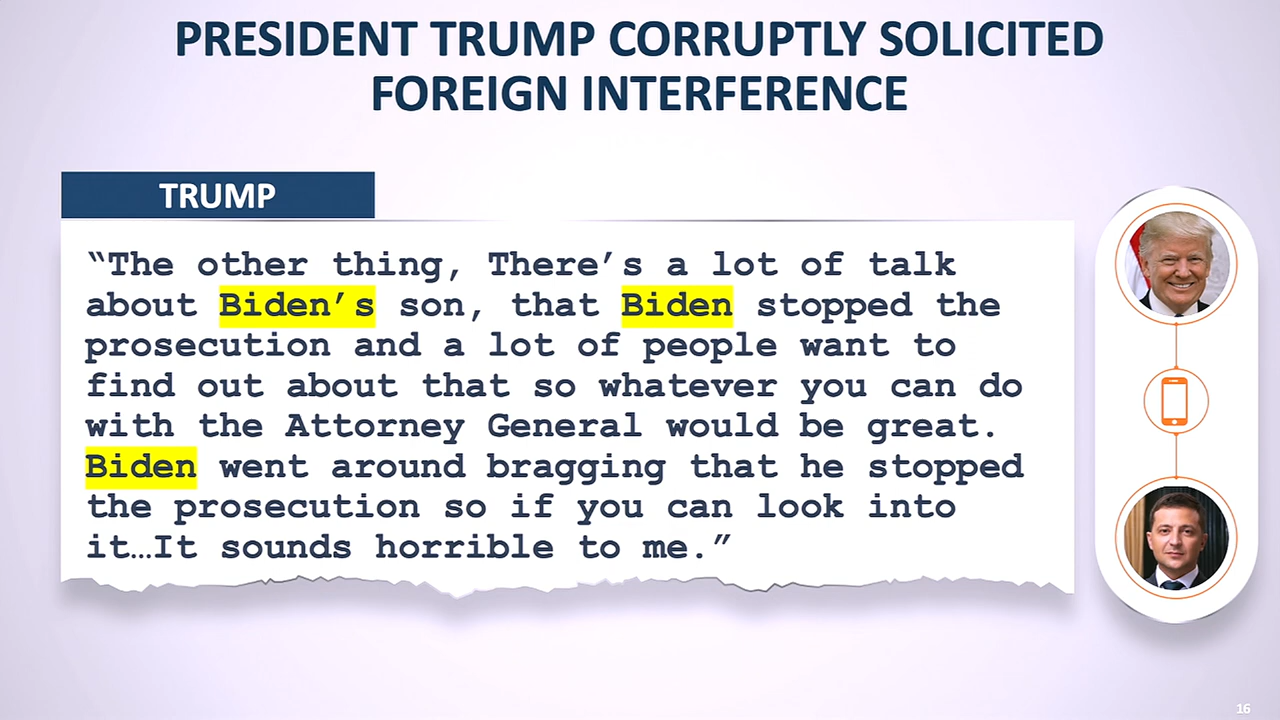 PRESIDENT TRUMP CORRUPTLY SOLICITED
FOREIGN INTERFERENCE
TRUMP
“The other thing, There’s a lot of talk
about Biden’s son, that Biden stopped the
prosecution and a lot of people want to
find out about that so whatever you can do
with the Attorney General would be great.
Biden went around bragging that he stopped
the prosecution so if you can look into
it…It sounds horrible to me.”
16